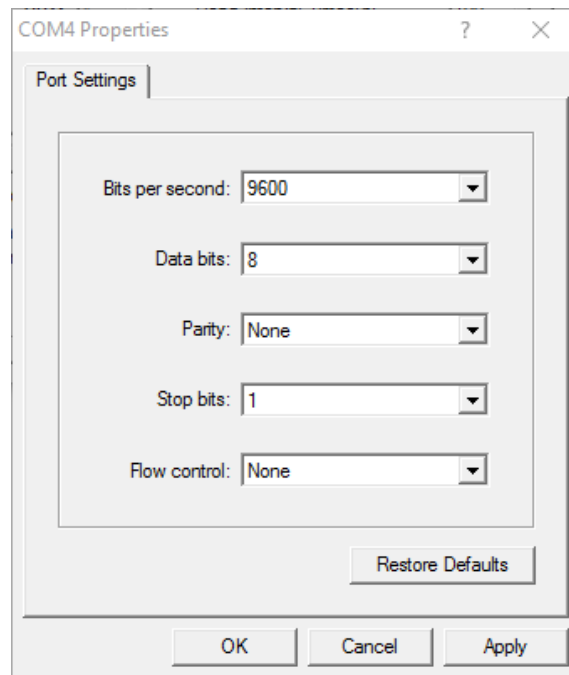 COM4 Properties ?
Port Settings
Bits per second: 9600
Data bits: 8
Parity: None
Stop bits: 1
Flow control: None
Restore Defaults
OK Cancel Apply